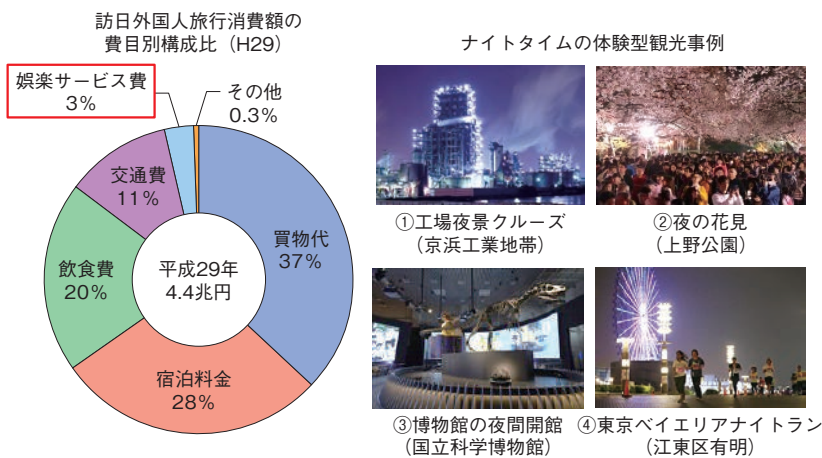 訪日外国人旅行消費額の
費目別構成比（H29）
娯楽サービス費
3%
その他
0.3%
交通費
11%
買物代
37%
飲食費
20%
平成29年
4.4兆円
宿泊料金
28%
ナイトタイムの体験型観光事例
①工場夜景クルーズ
（京浜工業地帯）
②夜の花見
（上野公園）
③博物館の夜間開館
（国立科学博物館）
④東京ベイエリアナイトラン
（江東区有明）